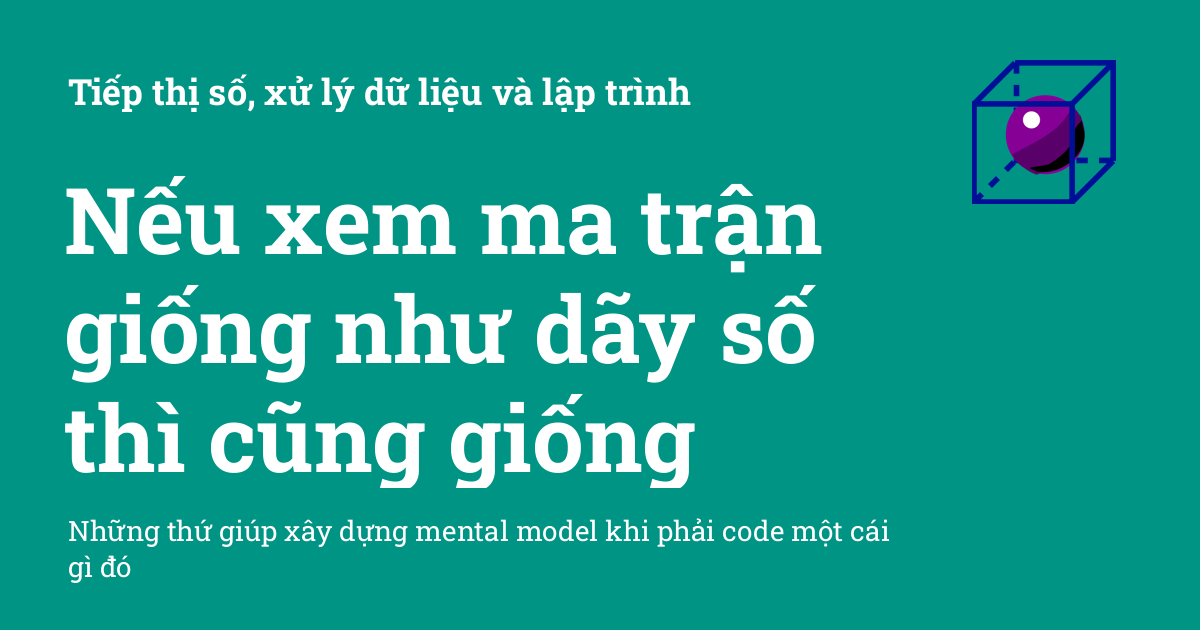 Tiếp thị số, xử lý dữ liệu và lập trình
Nếu xem ma trận
giống như dãy số
thì cũng giống
Những thứ giúp xây dựng mental model khi phải code một cái
gì đó